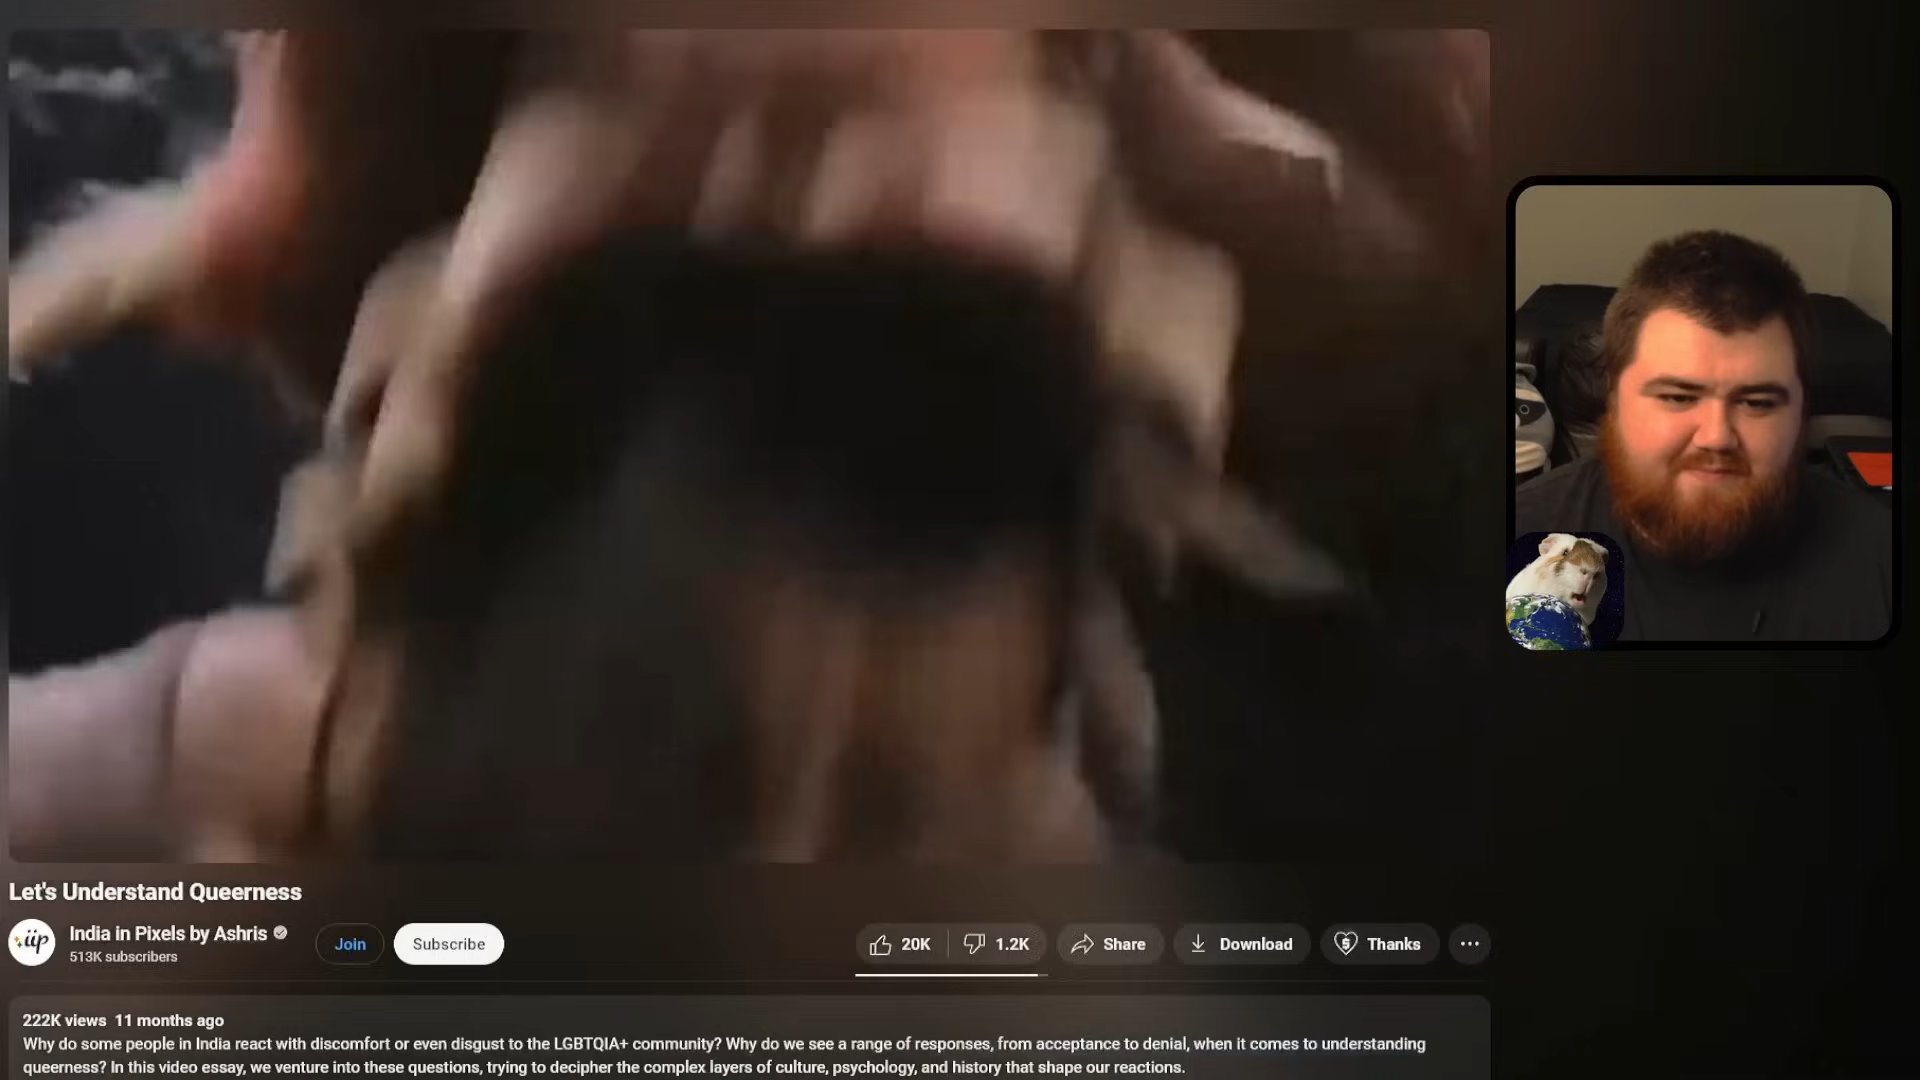 Let's Understand Queerness
iip
India in Pixels by Ashris
513K subscribers
Join
Subscribe
20K
1.2K
Share
Download
Thanks
222K views 11 months ago
Why do some people in India react with discomfort or even disgust to the LGBTQIA+ community? Why do we see a range of responses, from acceptance to denial, when it comes to understanding
queerness? In this video essay, we venture into these questions, trying to decipher the complex layers of culture, psychology, and history that shape our reactions.